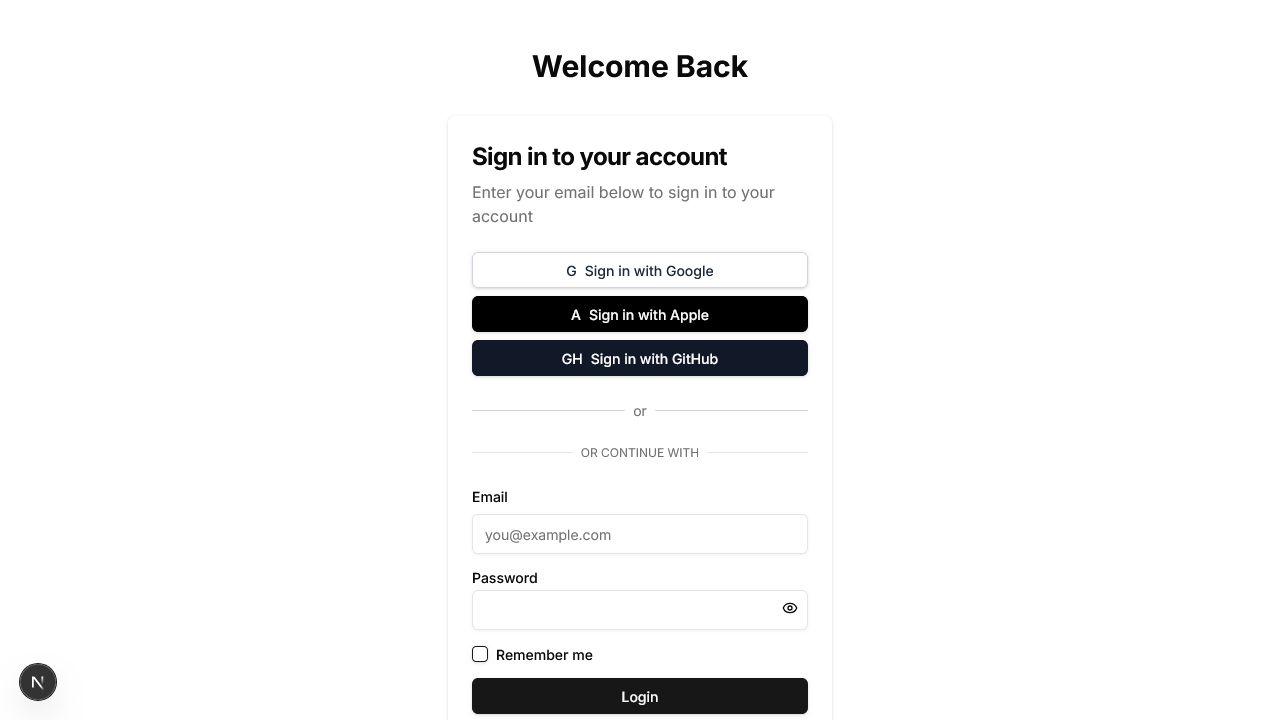 Welcome Back
Sign in to your account
Enter your email below to sign in to your
account
G Sign in with Google
A Sign in with Apple
GH Sign in with GitHub
or
OR CONTINUE WITH
Email
you@example.com
Password
Remember me
Login
N